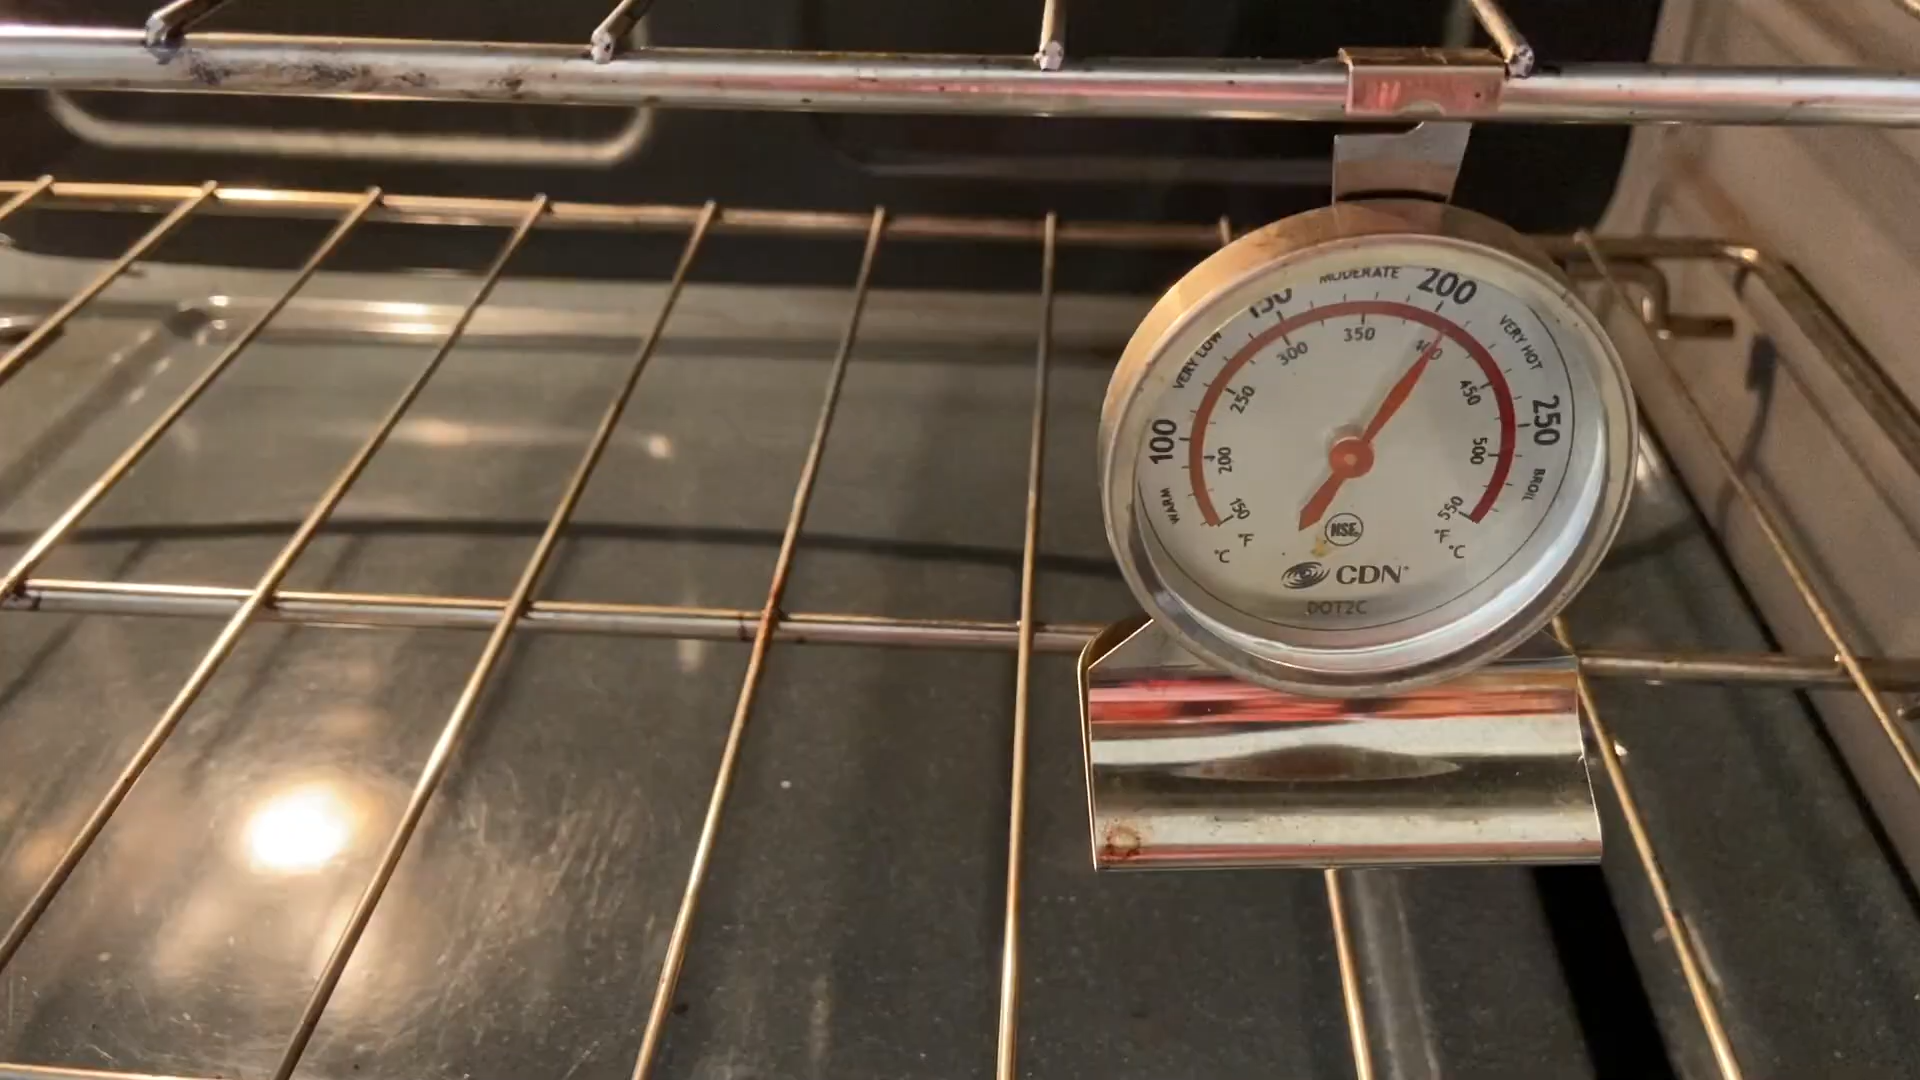 MODERATE
200
150
VERY LOW
VERY HOT
350
300
400
250
450
100
250
200
500
WARM
BROIL
150
550
°F
°C
NSF
°F
°C
CDN
DOT2C